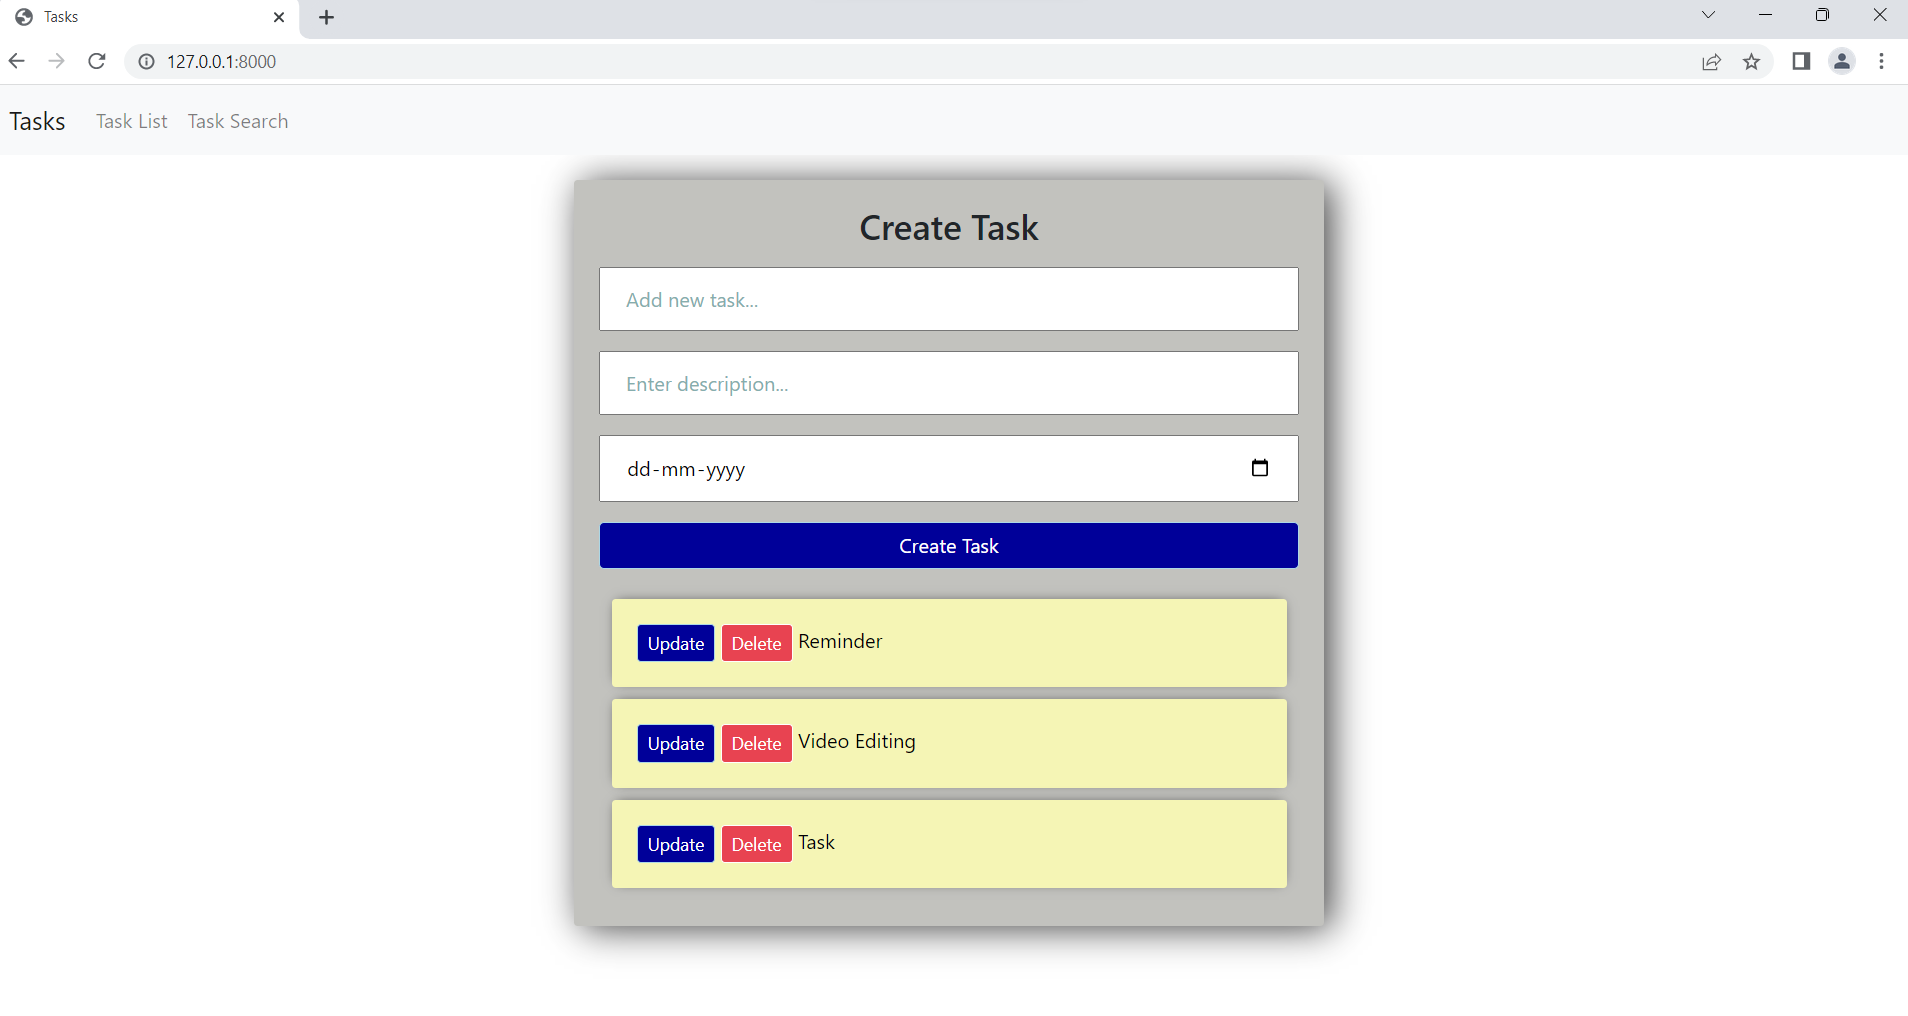 Tasks
127.0.0.1:8000
Tasks Task List Task Search
Create Task
Add new task...
Enter description...
dd-mm-yyyy
Create Task
Update Delete Reminder
Update Delete Video Editing
Update Delete Task